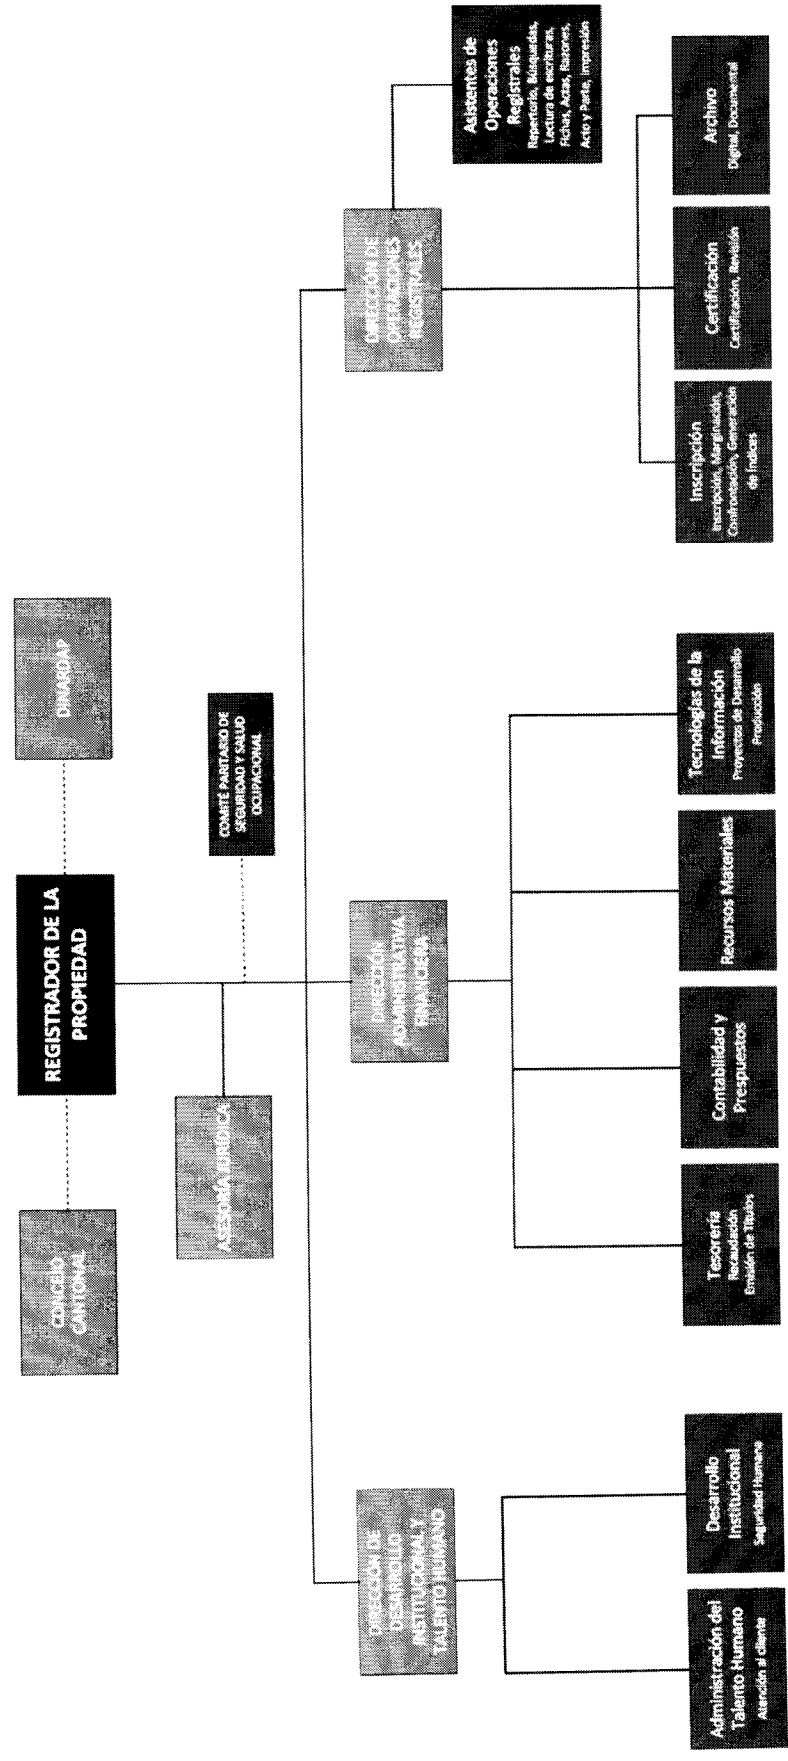 CONCEJO
CANTONAL
REGISTRADOR DE LA
PROPIEDAD
DINARDAP
ASESORÍA JURÍDICA
COMITÉ PARITARIO DE
SEGURIDAD Y SALUD
OCUPACIONAL
DIRECCIÓN DE
DESARROLLO
INSTITUCIONAL Y
TALENTO HUMANO
DIRECCIÓN
ADMINISTRATIVA
FINANCIERA
DIRECCIÓN DE
OPERACIONES
REGISTRALES
Asistentes de
Operaciones
Registrales
Repertorio, Búsquedas,
Lectura de escrituras,
Fichas, Actas, Razones,
Acto y Parte, Impresión
Administración del
Talento Humano
Atención al cliente
Desarrollo
Institucional
Seguridad Humana
Tesorería
Recaudación
Emisión de Títulos
Contabilidad y
Prespuestos
Recursos Materiales
Tecnologías de la
Información
Proyectos de Desarrollo
Producción
Inscripción
Inscripción, Marginación,
Confrontación, Generación
de Índices
Certificación
Certificación, Revisión
Archivo
Digital, Documental